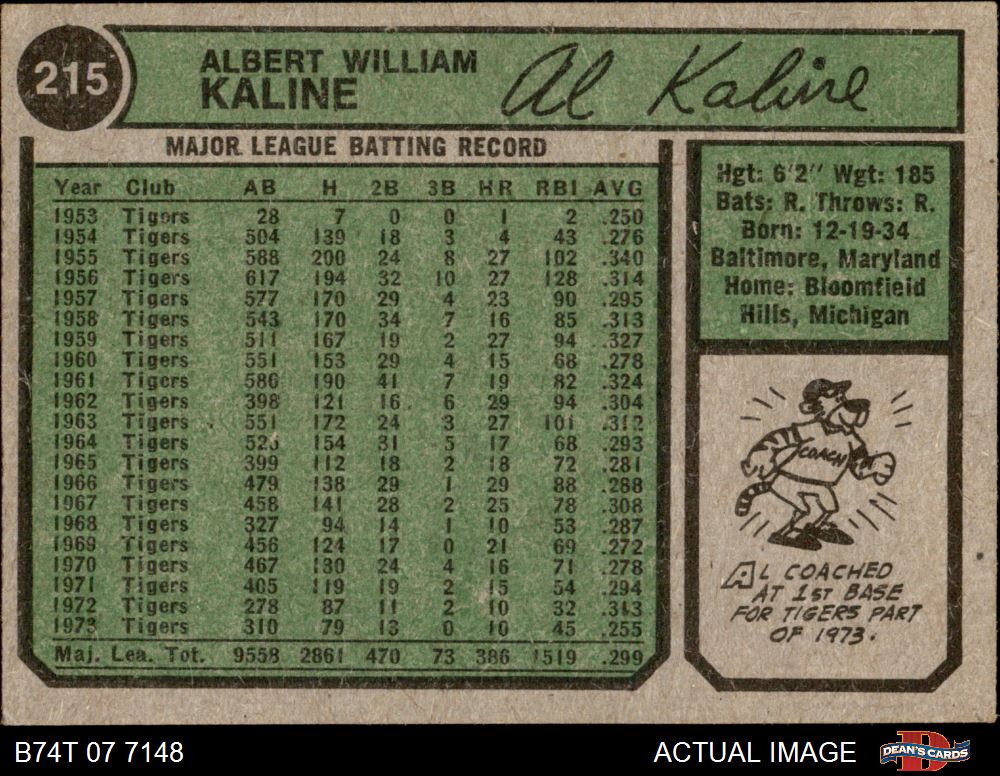 215
ALBERT WILLIAM
KALINE
Al Kaline
MAJOR LEAGUE BATTING RECORD
Year Club AB H 2B 3B HR RBI AVG
1953 Tigers 28 7 0 0 1 2 .250
1954 Tigers 504 139 18 3 4 43 .276
1955 Tigers 588 200 24 8 27 102 .340
1956 Tigers 617 194 32 10 27 128 .314
1957 Tigers 577 170 29 4 23 90 .295
1958 Tigers 543 170 34 7 16 85 .313
1959 Tigers 511 167 19 2 27 94 .327
1960 Tigers 551 153 29 4 15 68 .278
1961 Tigers 586 190 41 7 19 82 .324
1962 Tigers 398 121 16 6 29 94 .304
1963 Tigers 551 172 24 3 27 101 .312
1964 Tigers 525 154 31 5 17 68 .293
1965 Tigers 399 112 18 2 18 72 .281
1966 Tigers 479 138 29 1 29 88 .288
1967 Tigers 458 141 28 2 25 78 .308
1968 Tigers 327 94 14 1 10 53 .287
1969 Tigers 456 124 17 0 21 69 .272
1970 Tigers 467 130 24 4 16 71 .278
1971 Tigers 405 119 19 2 15 54 .294
1972 Tigers 278 87 11 2 10 32 .313
1973 Tigers 310 79 13 0 10 45 .255
Maj. Lea. Tot. 9558 2861 470 73 386 1519 .299
Hgt: 6'2" Wgt: 185
Bats: R. Throws: R.
Born: 12-19-34
Baltimore, Maryland
Home: Bloomfield
Hills, Michigan
COACH
AL COACHED
AT 1ST BASE
FOR TIGERS PART
OF 1973.
B74T 07 7148
ACTUAL IMAGE
DEAN'S CARDS